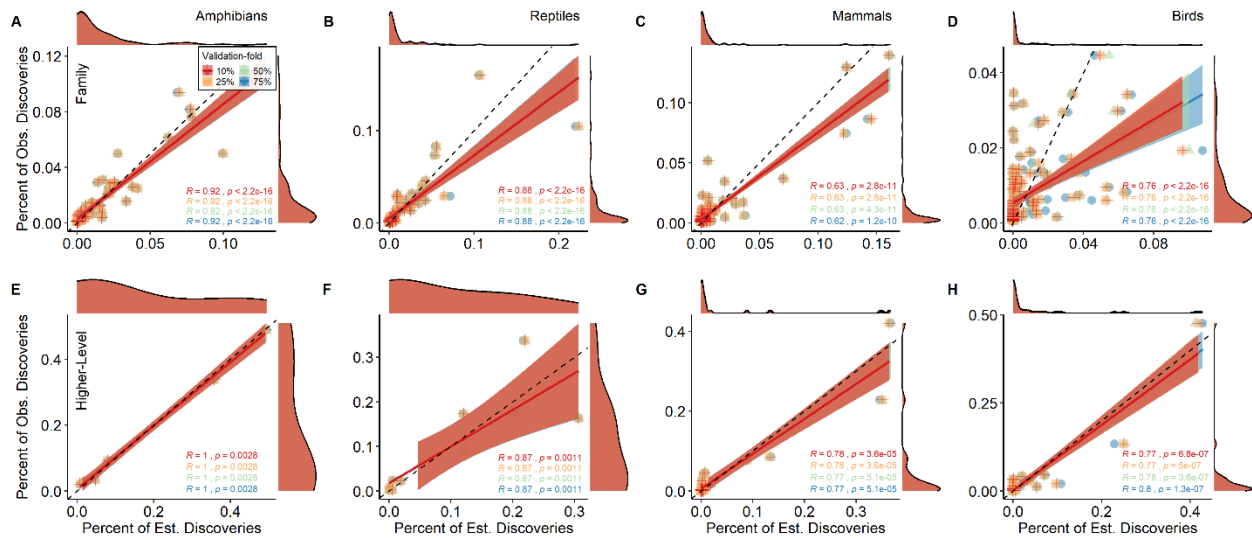 A
Amphibians
B
Reptiles
C
Mammals
D
Birds
Percent of Obs. Discoveries
Family
0.12
0.08
0.04
0.00
Validation-fold
10% 50%
25% 75%
R = 0.92 , p < 2.2e-16
R = 0.92 , p < 2.2e-16
R = 0.92 , p < 2.2e-16
R = 0.92 , p < 2.2e-16
0.00 0.05 0.10
0.1
0.0
R = 0.88 , p < 2.2e-16
R = 0.88 , p < 2.2e-16
R = 0.88 , p < 2.2e-16
R = 0.88 , p < 2.2e-16
0.0 0.1 0.2
0.15
0.10
0.05
0.00
R = 0.63 , p = 2.8e-11
R = 0.63 , p = 2.8e-11
R = 0.63 , p = 4.3e-11
R = 0.62 , p = 1.2e-10
0.00 0.05 0.10 0.15
0.04
0.02
0.00
R = 0.76 , p < 2.2e-16
R = 0.76 , p < 2.2e-16
R = 0.76 , p < 2.2e-16
R = 0.76 , p < 2.2e-16
0.00 0.04 0.08
E
F
G
H
Percent of Obs. Discoveries
Higher-Level
0.4
0.2
0.0
R = 1 , p = 0.0028
R = 1 , p = 0.0028
R = 1 , p = 0.0028
R = 1 , p = 0.0028
0.0 0.2 0.4
Percent of Est. Discoveries
0.3
0.2
0.1
0.0
R = 0.87 , p = 0.0011
R = 0.87 , p = 0.0011
R = 0.87 , p = 0.0011
R = 0.87 , p = 0.0011
0.0 0.1 0.2 0.3
Percent of Est. Discoveries
0.4
0.2
0.0
R = 0.78 , p = 3.6e-05
R = 0.78 , p = 3.6e-05
R = 0.77 , p = 5.1e-05
R = 0.77 , p = 5.1e-05
0.0 0.1 0.2 0.3
Percent of Est. Discoveries
0.50
0.25
0.00
R = 0.77 , p = 6.8e-07
R = 0.77 , p = 5e-07
R = 0.78 , p = 3.6e-07
R = 0.8 , p = 1.3e-07
0.0 0.2 0.4
Percent of Est. Discoveries